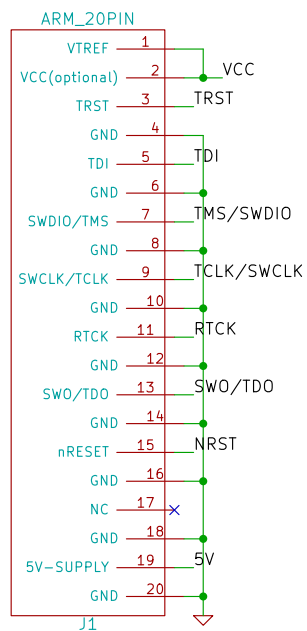 ARM_20PIN
VTREF 1
VCC(optional) 2 VCC
TRST 3 TRST
GND 4
TDI 5 TDI
GND 6
SWDIO/TMS 7 TMS/SWDIO
GND 8
SWCLK/TCLK 9 TCLK/SWCLK
GND 10
RTCK 11 RTCK
GND 12
SWO/TDO 13 SWO/TDO
GND 14
nRESET 15 NRST
GND 16
NC 17
GND 18
5V-SUPPLY 19 5V
GND 20
J1